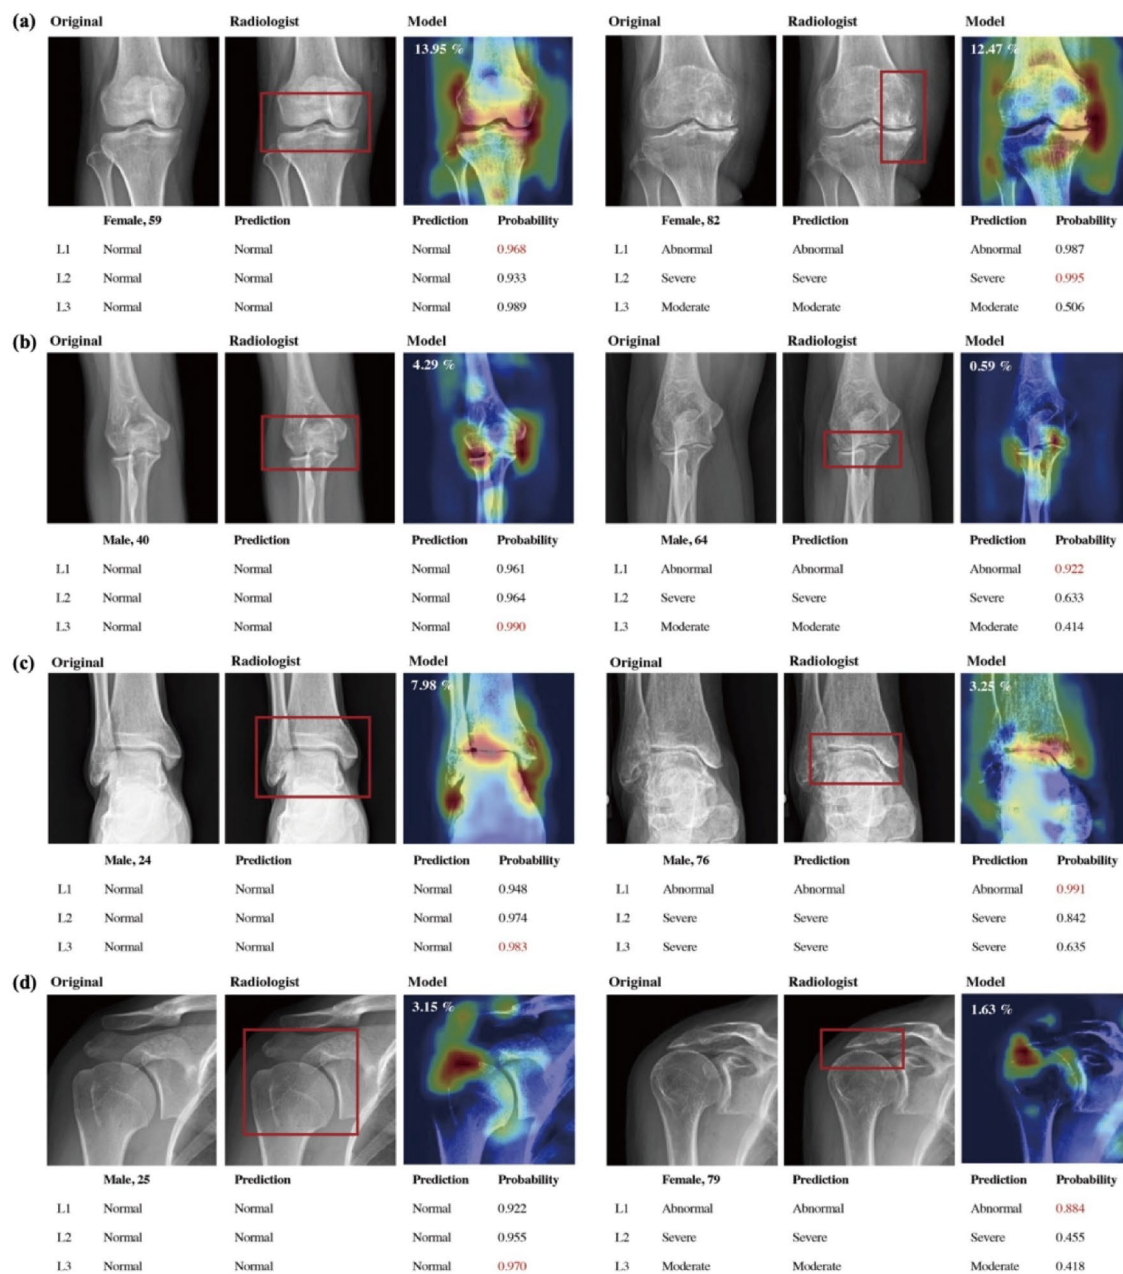 (a) Original Radiologist Model Original Radiologist Model
13.95 % 12.47 %
Female, 59 Prediction Prediction Probability Female, 82 Prediction Prediction Probability
L1 Normal Normal Normal 0.968 L1 Abnormal Abnormal Abnormal 0.987
L2 Normal Normal Normal 0.933 L2 Severe Severe Severe 0.995
L3 Normal Normal Normal 0.989 L3 Moderate Moderate Moderate 0.506
(b) Original Radiologist Model Original Radiologist Model
4.29 % 0.59 %
Male, 40 Prediction Prediction Probability Male, 64 Prediction Prediction Probability
L1 Normal Normal Normal 0.961 L1 Abnormal Abnormal Abnormal 0.922
L2 Normal Normal Normal 0.964 L2 Severe Severe Severe 0.633
L3 Normal Normal Normal 0.990 L3 Moderate Moderate Moderate 0.414
(c) Original Radiologist Model Original Radiologist Model
7.98 % 3.25 %
Male, 24 Prediction Prediction Probability Male, 76 Prediction Prediction Probability
L1 Normal Normal Normal 0.948 L1 Abnormal Abnormal Abnormal 0.991
L2 Normal Normal Normal 0.974 L2 Severe Severe Severe 0.842
L3 Normal Normal Normal 0.983 L3 Severe Severe Severe 0.635
(d) Original Radiologist Model Original Radiologist Model
3.15 % 1.63 %
Male, 25 Prediction Prediction Probability Female, 79 Prediction Prediction Probability
L1 Normal Normal Normal 0.922 L1 Abnormal Abnormal Abnormal 0.884
L2 Normal Normal Normal 0.955 L2 Severe Severe Severe 0.455
L3 Normal Normal Normal 0.970 L3 Moderate Moderate Moderate 0.418